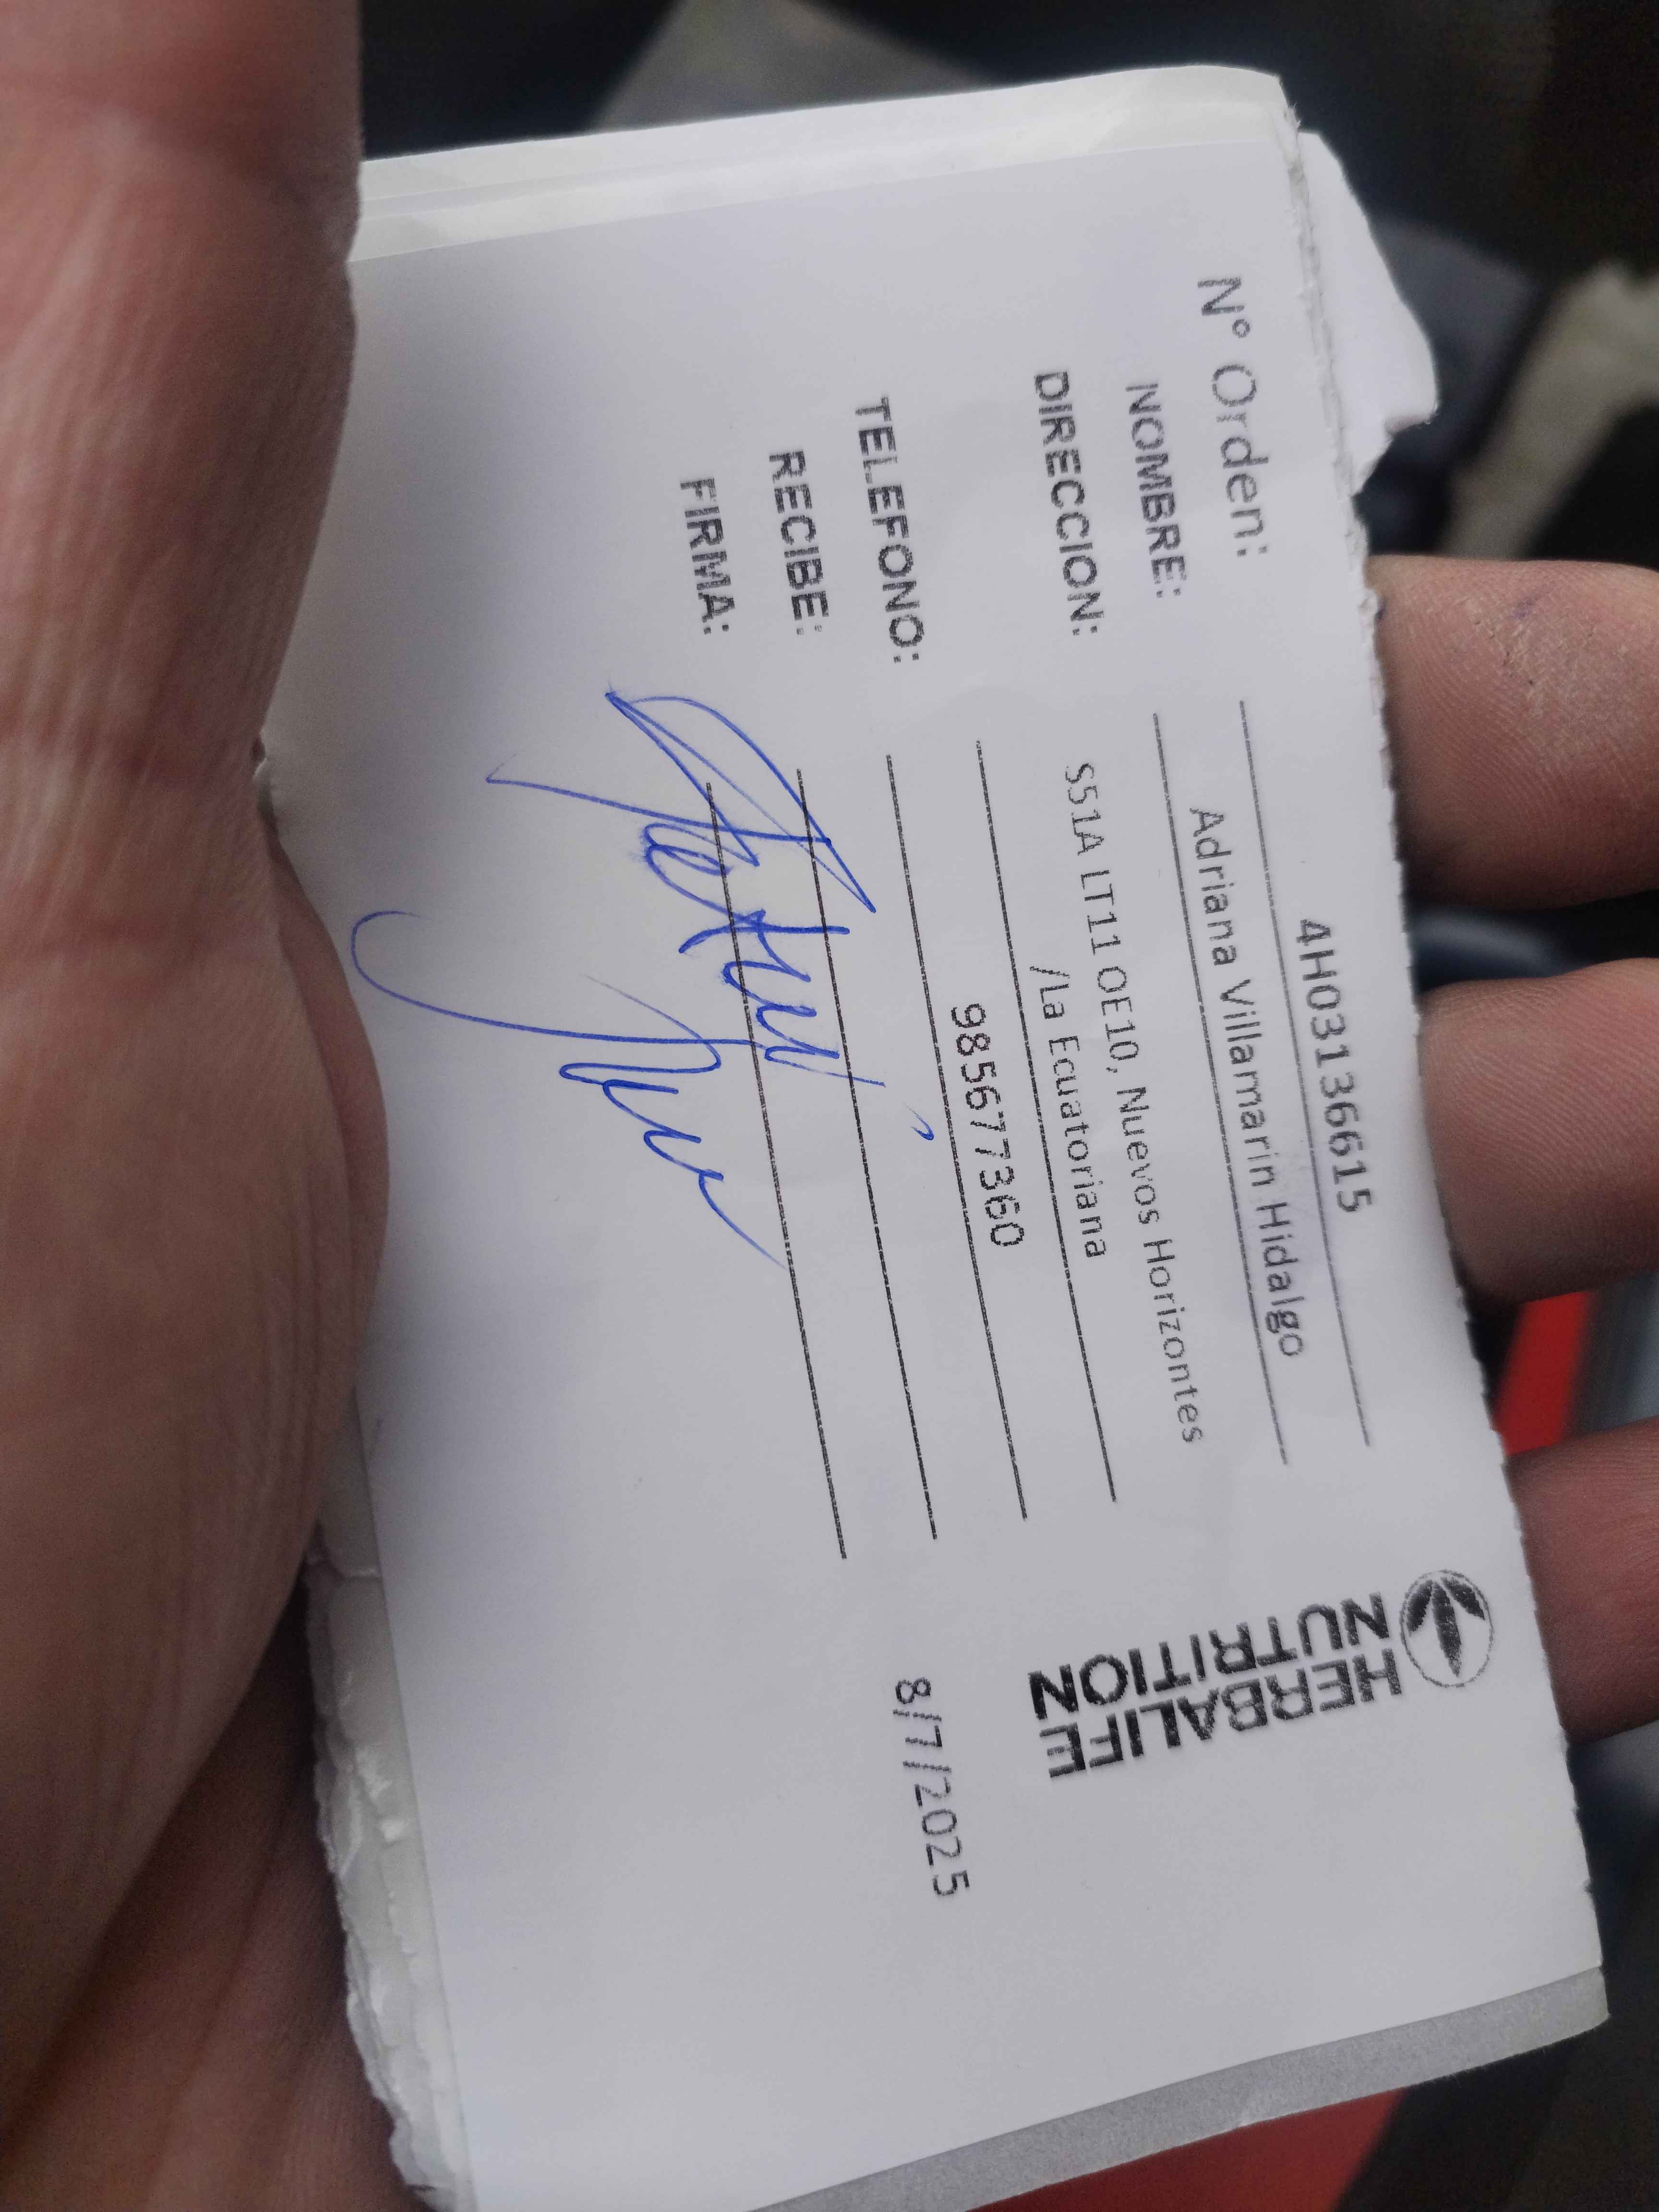 N° Orden: 4H03136615
NOMBRE: Adriana Villamarin Hidalgo
DIRECCION: S51A LT11 OE10, Nuevos Horizontes
/La Ecuatoriana
TELEFONO: 985677360
RECIBE:
FIRMA:
HERBALIFE
NUTRITION
8/7/2025